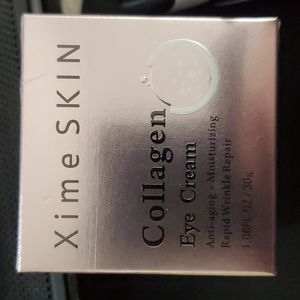 Xime SKIN
Collagen
Eye Cream
Anti-aging · Moisturizing
Rapid Wrinkle Repair
1.06FL.OZ/30g